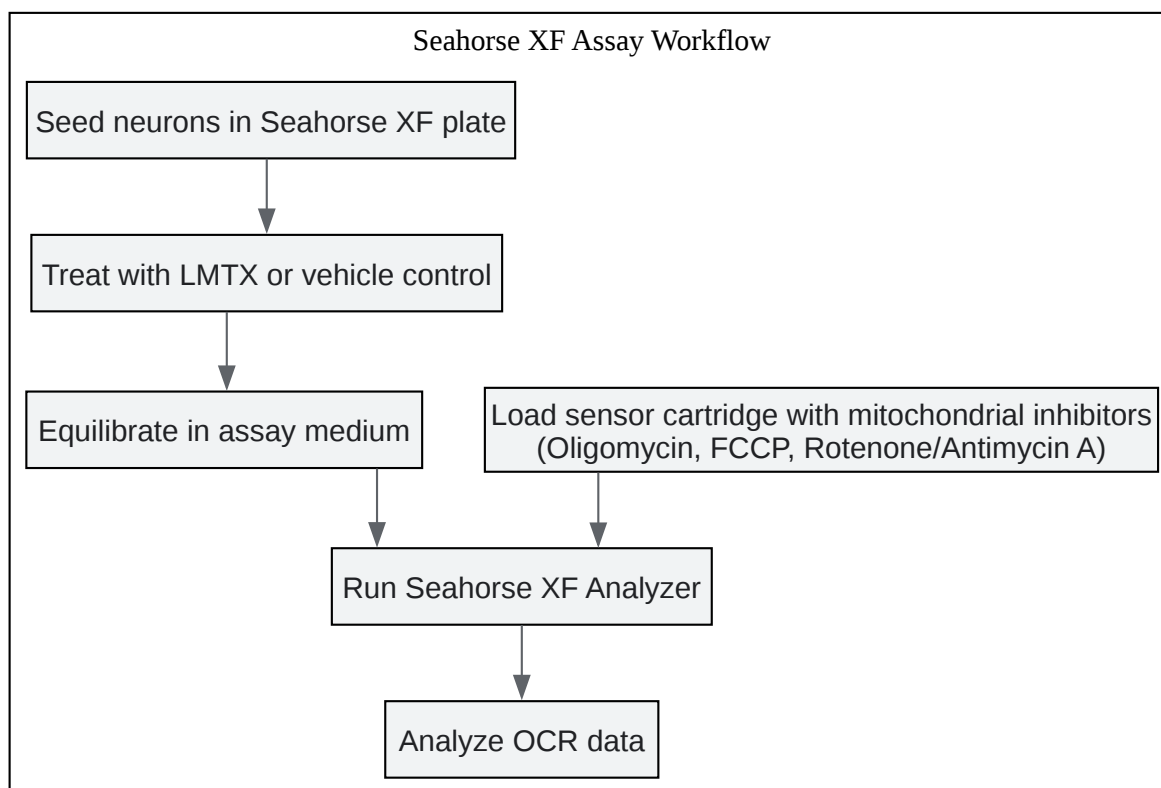 Seahorse XF Assay Workflow
Seed neurons in Seahorse XF plate
Treat with LMTX or vehicle control
Equilibrate in assay medium
Load sensor cartridge with mitochondrial inhibitors
(Oligomycin, FCCP, Rotenone/Antimycin A)
Run Seahorse XF Analyzer
Analyze OCR data